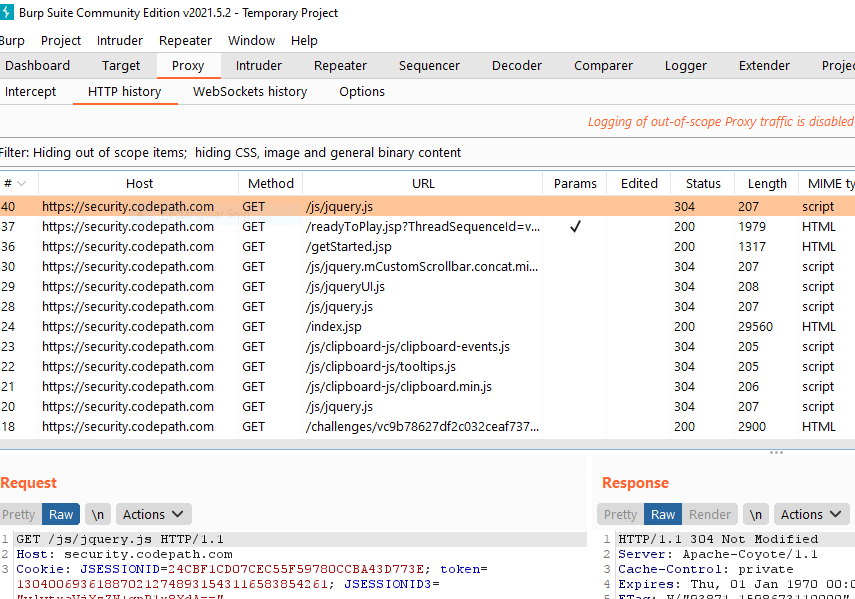 Burp Suite Community Edition v2021.5.2 - Temporary Project
Burp Project Intruder Repeater Window Help
Dashboard Target Proxy Intruder Repeater Sequencer Decoder Comparer Logger Extender Projec
Intercept HTTP history WebSockets history Options
Logging of out-of-scope Proxy traffic is disabled
Filter: Hiding out of scope items; hiding CSS, image and general binary content
# Host Method URL Params Edited Status Length MIME ty
40 https://security.codepath.com GET /js/jquery.js 304 207 script
37 https://security.codepath.com GET /readyToPlay.jsp?ThreadSequenceId=v... ✓ 200 1979 HTML
36 https://security.codepath.com GET /getStarted.jsp 200 1317 HTML
30 https://security.codepath.com GET /js/jquery.mCustomScrollbar.concat.mi... 304 207 script
29 https://security.codepath.com GET /js/jqueryUI.js 304 208 script
28 https://security.codepath.com GET /js/jquery.js 304 207 script
24 https://security.codepath.com GET /index.jsp 200 29560 HTML
23 https://security.codepath.com GET /js/clipboard-js/clipboard-events.js 304 205 script
22 https://security.codepath.com GET /js/clipboard-js/tooltips.js 304 205 script
21 https://security.codepath.com GET /js/clipboard-js/clipboard.min.js 304 206 script
20 https://security.codepath.com GET /js/jquery.js 304 207 script
18 https://security.codepath.com GET /challenges/vc9b78627df2c032ceaf737... 200 2900 HTML
Request
Pretty Raw \n Actions
1 GET /js/jquery.js HTTP/1.1
2 Host: security.codepath.com
3 Cookie: JSESSIONID=24CBF1CD07CEC55F59780CCBA43D773E; token=
130400693618870212748931543116583854261; JSESSIONID3=
Response
Pretty Raw Render \n Actions
1 HTTP/1.1 304 Not Modified
2 Server: Apache-Coyote/1.1
3 Cache-Control: private
4 Expires: Thu, 01 Jan 1970 00:0